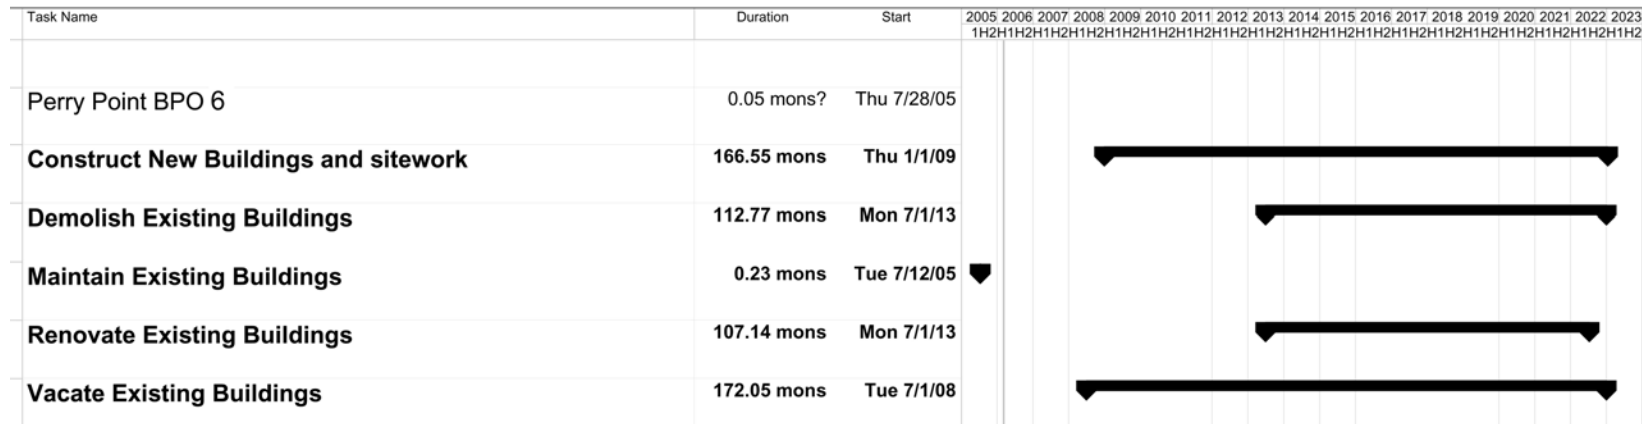 Task Name Duration Start 2005 2006 2007 2008 2009 2010 2011 2012 2013 2014 2015 2016 2017 2018 2019 2020 2021 2022 2023
1H2H1H2H1H2H1H2H1H2H1H2H1H2H1H2H1H2H1H2H1H2H1H2H1H2H1H2H1H2H1H2H1H2H1H2H1H2
Perry Point BPO 6 0.05 mons? Thu 7/28/05
Construct New Buildings and sitework 166.55 mons Thu 1/1/09
Demolish Existing Buildings 112.77 mons Mon 7/1/13
Maintain Existing Buildings 0.23 mons Tue 7/12/05
Renovate Existing Buildings 107.14 mons Mon 7/1/13
Vacate Existing Buildings 172.05 mons Tue 7/1/08